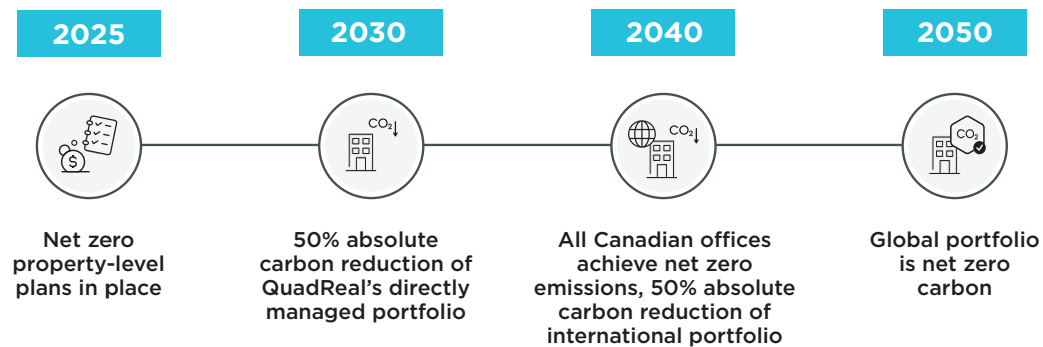 2025
2030
2040
2050
$
CO₂
CO₂
CO₂
Net zero
property-level
plans in place
50% absolute
carbon reduction of
QuadReal’s directly
managed portfolio
All Canadian offices
achieve net zero
emissions, 50% absolute
carbon reduction of
international portfolio
Global portfolio
is net zero
carbon